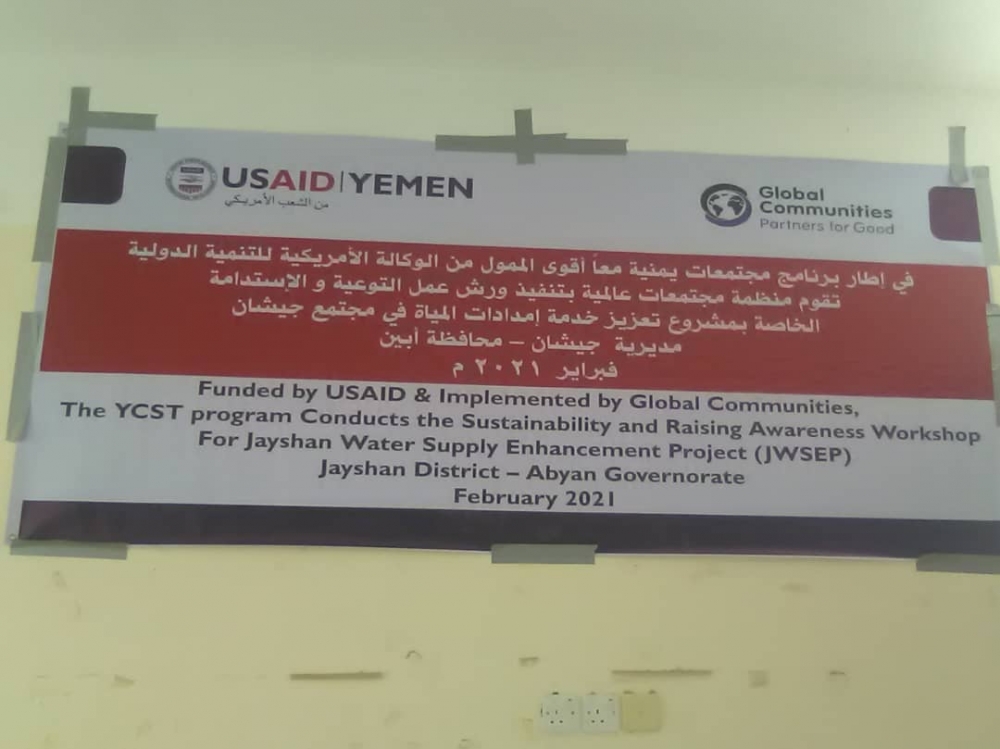 USAID | YEMEN
من الشعب الأمريكي
Global
Communities
Partners for Good
في إطار برنامج مجتمعات يمنية معاً أقوى الممول من الوكالة الأمريكية للتنمية الدولية
تقوم منظمة مجتمعات عالمية بتنفيذ ورش عمل التوعية و الإستدامة
الخاصة بمشروع تعزيز خدمة إمدادات المياة في مجتمع جيشان
مديرية جيشان – محافظة أبين
فبراير ٢٠٢١ م
Funded by USAID & Implemented by Global Communities,
The YCST program Conducts the Sustainability and Raising Awareness Workshop
For Jayshan Water Supply Enhancement Project (JWSEP)
Jayshan District – Abyan Governorate
February 2021